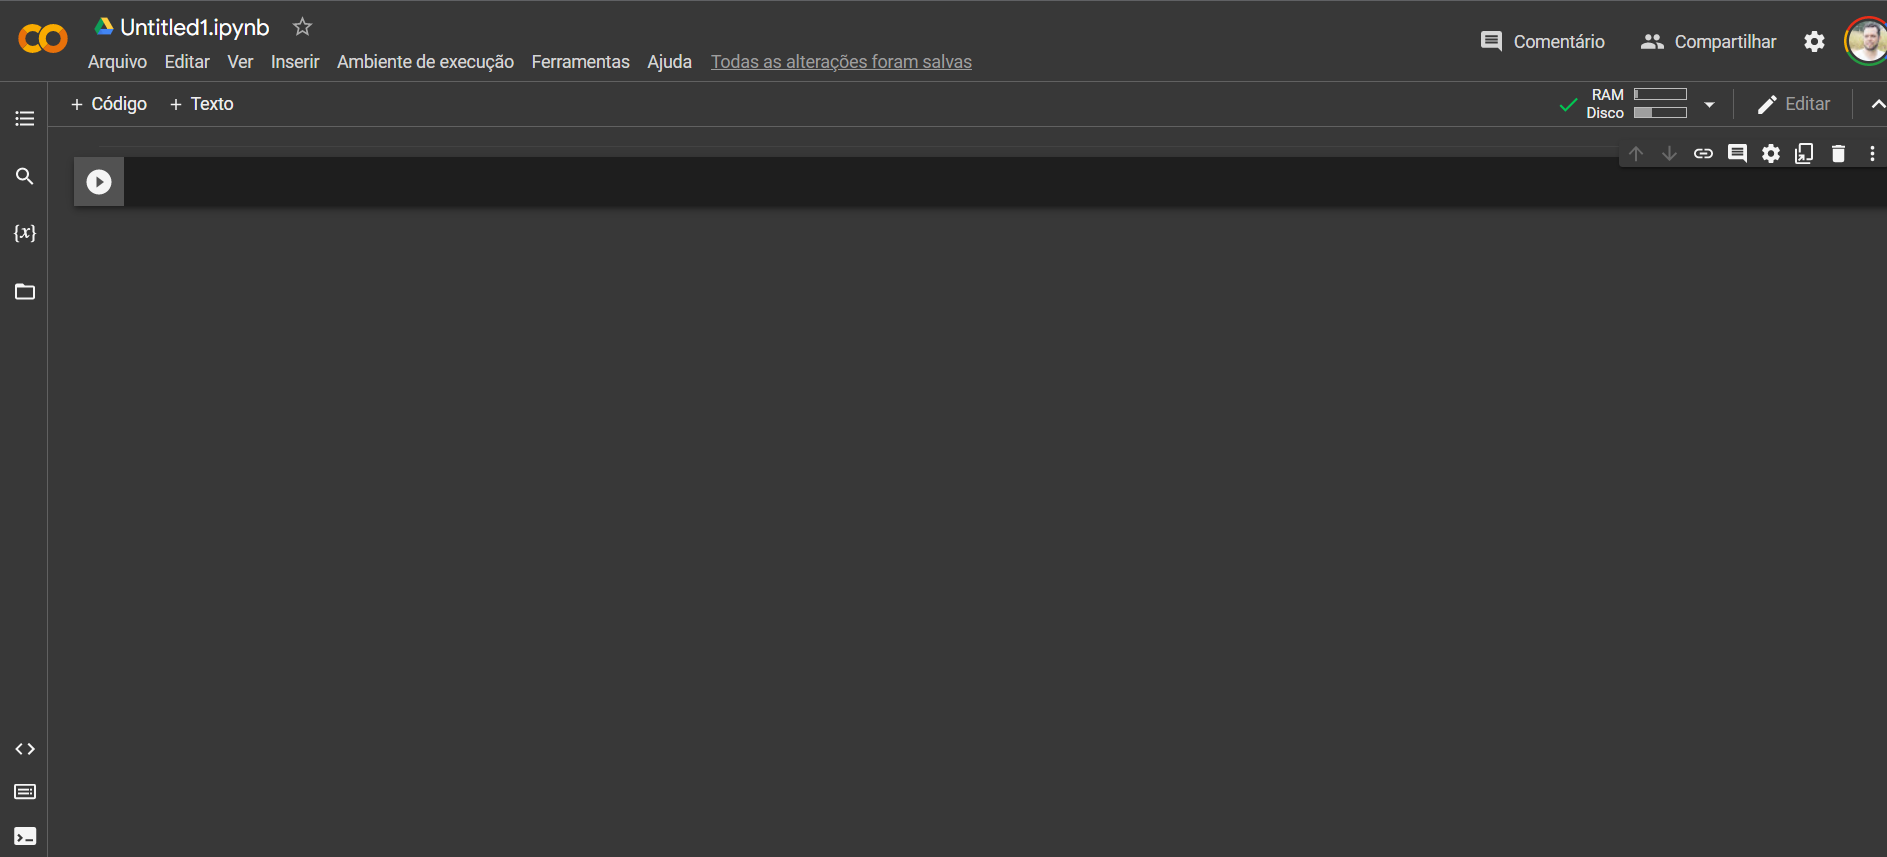 Untitled1.ipynb
Arquivo Editar Ver Inserir Ambiente de execução Ferramentas Ajuda Todas as alterações foram salvas
Comentário Compartilhar
+ Código + Texto
RAM
Disco
Editar
{x}